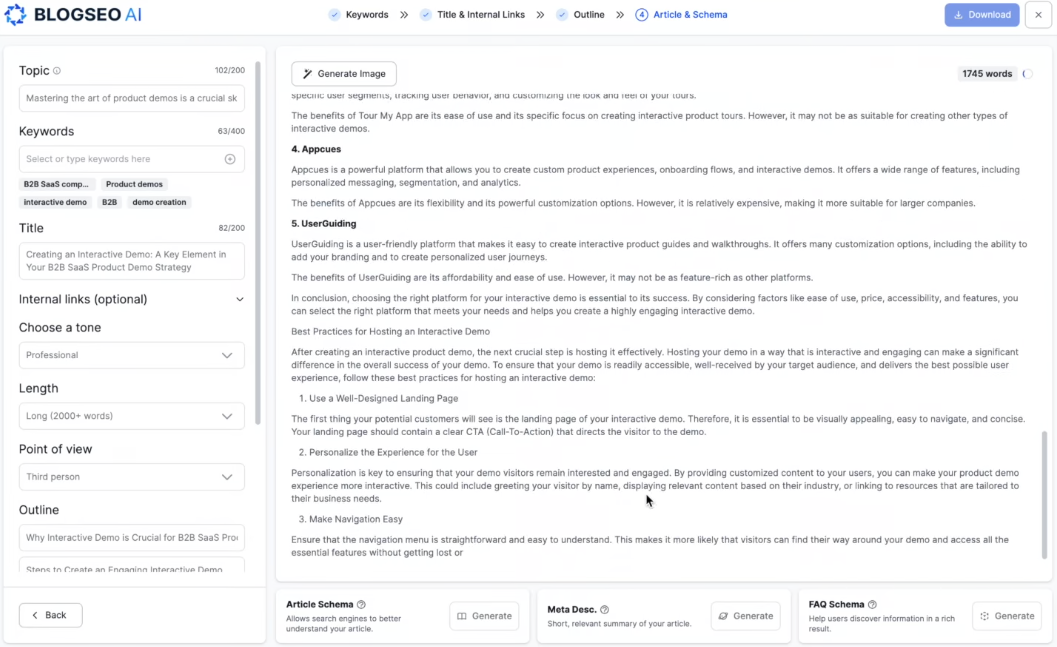 BLOGSEO AI
Keywords
Title & Internal Links
Outline
4 Article & Schema
Download
Topic 102/200
Mastering the art of product demos is a crucial sk
Keywords 63/400
Select or type keywords here
B2B SaaS comp... Product demos
interactive demo B2B demo creation
Title 82/200
Creating an Interactive Demo: A Key Element in
Your B2B SaaS Product Demo Strategy
Internal links (optional)
Choose a tone
Professional
Length
Long (2000+ words)
Point of view
Third person
Outline
Why Interactive Demo is Crucial for B2B SaaS Pro
Steps to Create an Engaging Interactive Demo
Back
Generate Image
1745 words
specific user segments, tracking user behavior, and customizing the look and feel of your tours.
The benefits of Tour My App are its ease of use and its specific focus on creating interactive product tours. However, it may not be as suitable for creating other types of
interactive demos.
4. Appcues
Appcues is a powerful platform that allows you to create custom product experiences, onboarding flows, and interactive demos. It offers a wide range of features, including
personalized messaging, segmentation, and analytics.
The benefits of Appcues are its flexibility and its powerful customization options. However, it is relatively expensive, making it more suitable for larger companies.
5. UserGuiding
UserGuiding is a user-friendly platform that makes it easy to create interactive product guides and walkthroughs. It offers many customization options, including the ability to
add your branding and to create personalized user journeys.
The benefits of UserGuiding are its affordability and ease of use. However, it may not be as feature-rich as other platforms.
In conclusion, choosing the right platform for your interactive demo is essential to its success. By considering factors like ease of use, price, accessibility, and features, you
can select the right platform that meets your needs and helps you create a highly engaging interactive demo.
Best Practices for Hosting an Interactive Demo
After creating an interactive product demo, the next crucial step is hosting it effectively. Hosting your demo in a way that is interactive and engaging can make a significant
difference in the overall success of your demo. To ensure that your demo is readily accessible, well-received by your target audience, and delivers the best possible user
experience, follow these best practices for hosting an interactive demo:
1. Use a Well-Designed Landing Page
The first thing your potential customers will see is the landing page of your interactive demo. Therefore, it is essential to be visually appealing, easy to navigate, and concise.
Your landing page should contain a clear CTA (Call-To-Action) that directs the visitor to the demo.
2. Personalize the Experience for the User
Personalization is key to ensuring that your demo visitors remain interested and engaged. By providing customized content to your users, you can make your product demo
experience more interactive. This could include greeting your visitor by name, displaying relevant content based on their industry, or linking to resources that are tailored to
their business needs.
3. Make Navigation Easy
Ensure that the navigation menu is straightforward and easy to understand. This makes it more likely that visitors can find their way around your demo and access all the
essential features without getting lost or
Article Schema
Allows search engines to better
understand your article.
Generate
Meta Desc.
Short, relevant summary of your article.
Generate
FAQ Schema
Help users discover information in a rich
result.
Generate